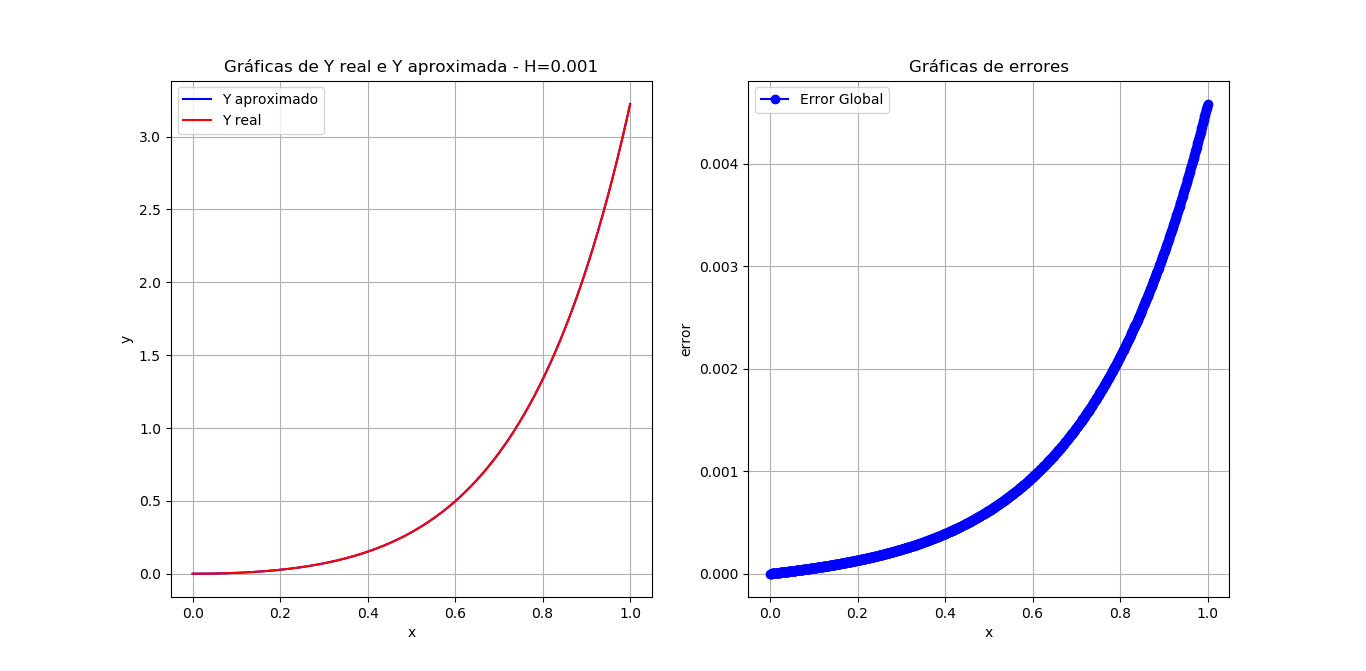 Gráficas de Y real e Y aproximada - H=0.001
Y aproximado
Y real
3.0
2.5
2.0
1.5
1.0
0.5
0.0
y
0.0 0.2 0.4 0.6 0.8 1.0
x
Gráficas de errores
Error Global
0.004
0.003
0.002
0.001
0.000
error
0.0 0.2 0.4 0.6 0.8 1.0
x